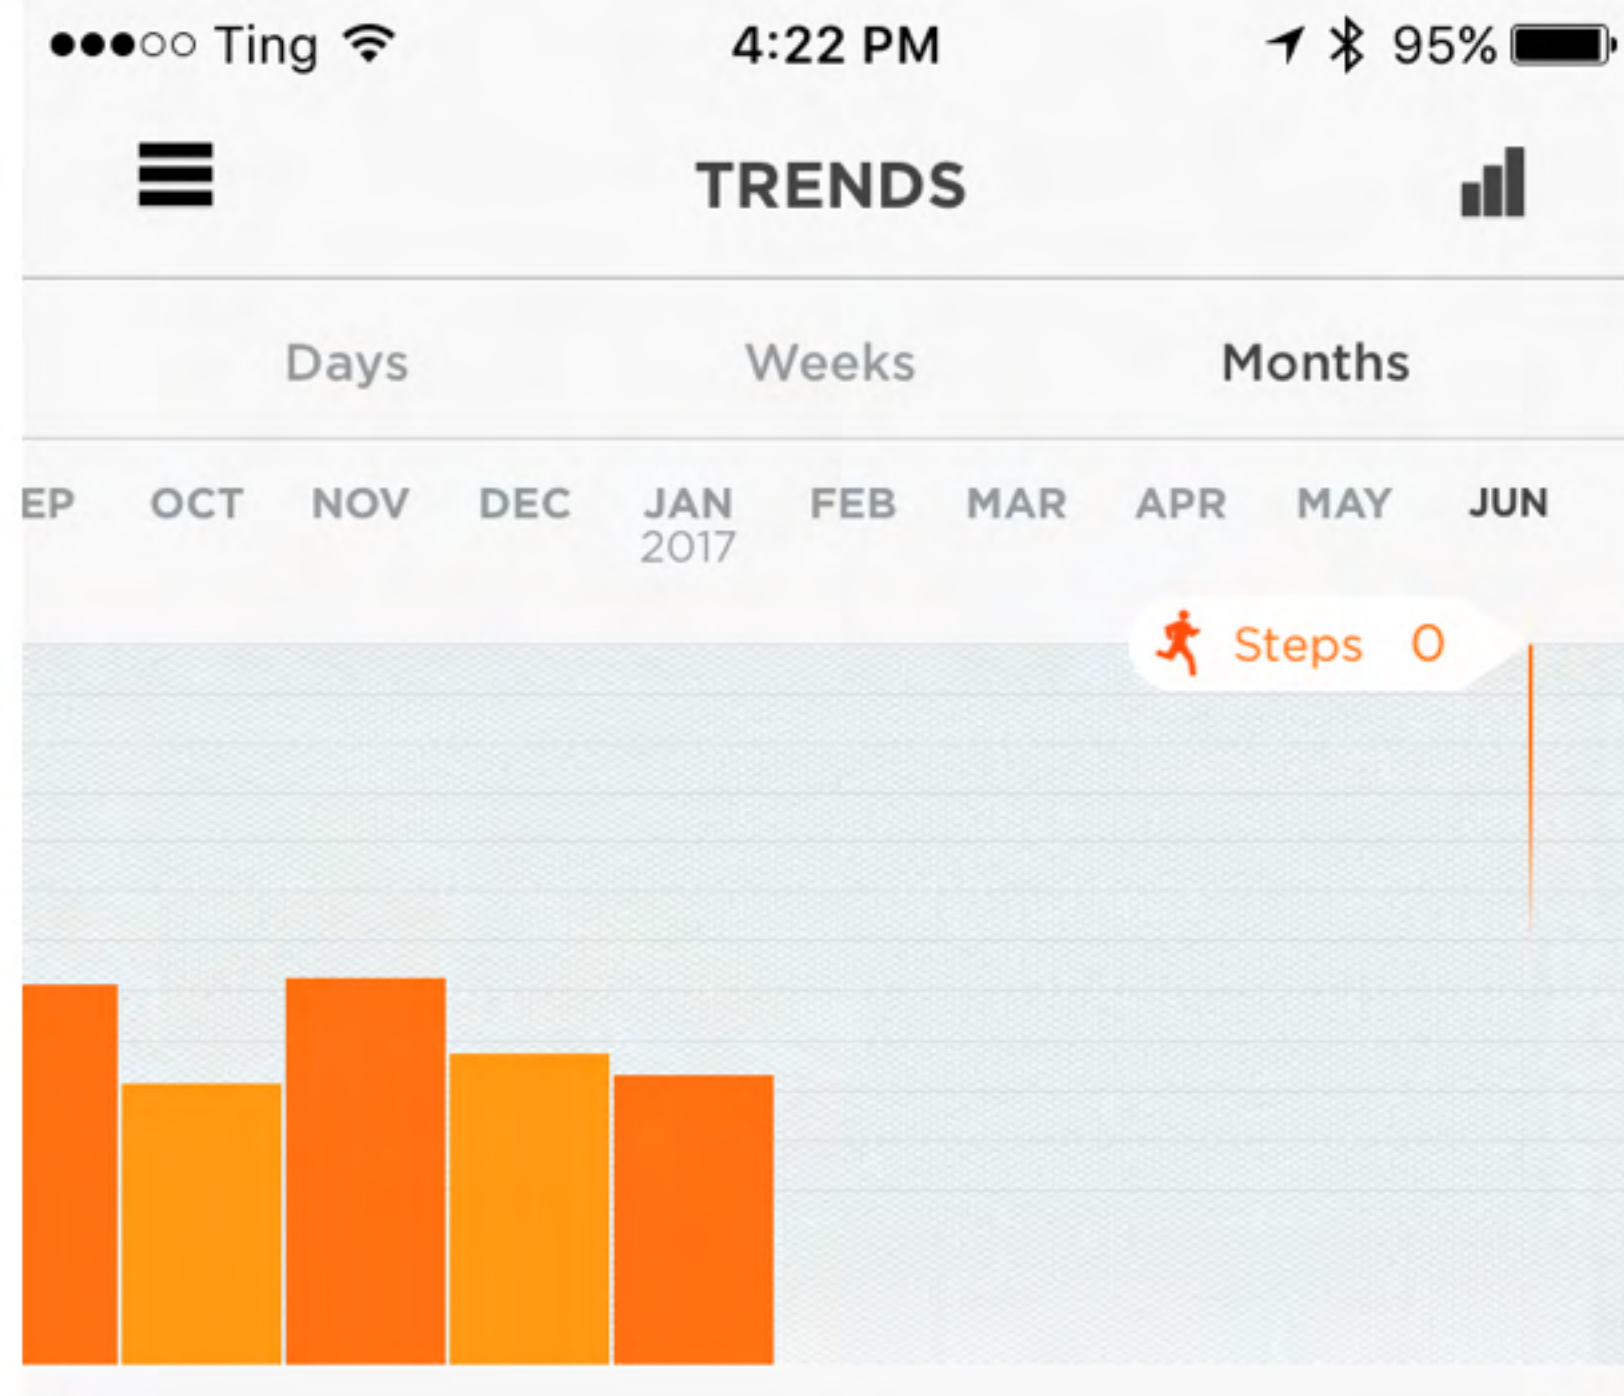 Ting 4:22 PM 95%
TRENDS
Days Weeks Months
EP OCT NOV DEC JAN FEB MAR APR MAY JUN
2017
Steps 0